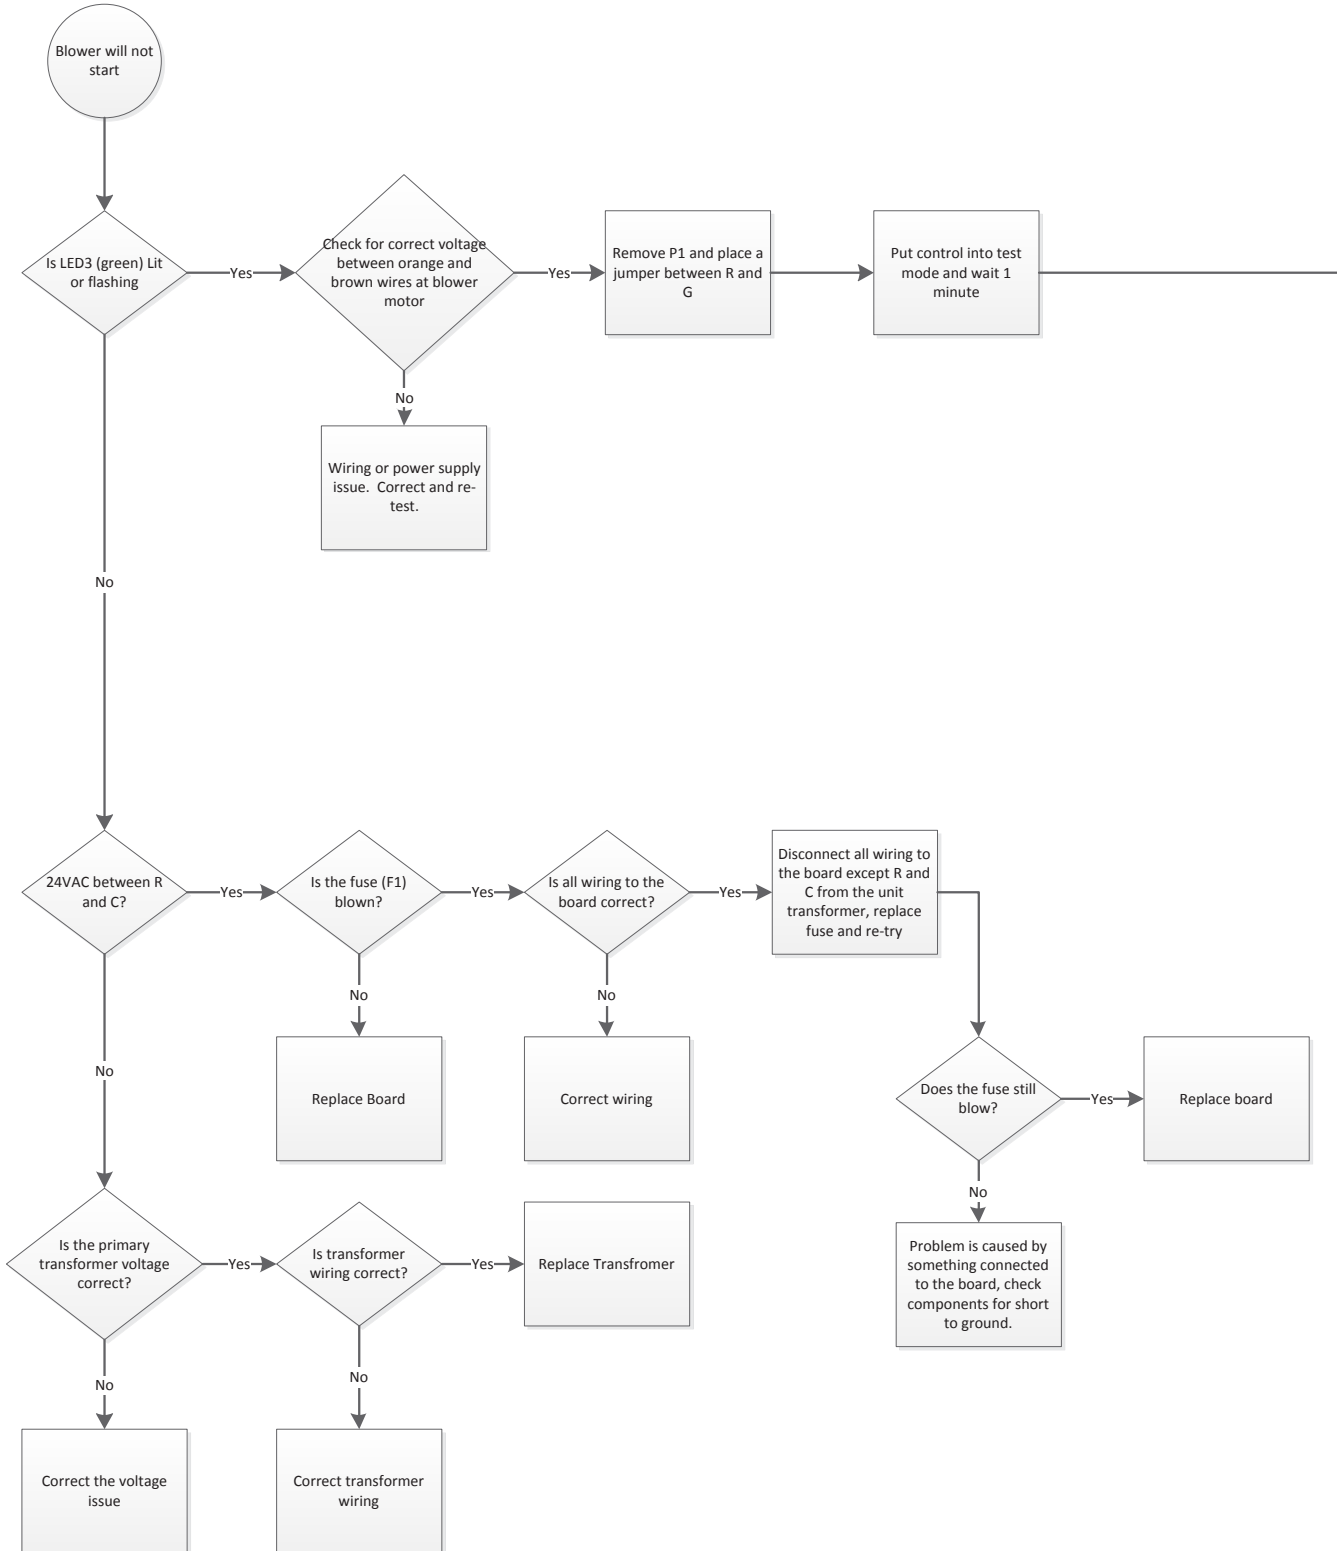 Blower will not
start
Is LED3 (green) Lit
or flashing
Yes
Check for correct voltage
between orange and
brown wires at blower
motor
Yes
Remove P1 and place a
jumper between R and
G
Put control into test
mode and wait 1
minute
No
Wiring or power supply
issue.  Correct and re-
test.
No
24VAC between R
and C?
Yes
Is the fuse (F1)
blown?
Yes
Is all wiring to the
board correct?
Yes
Disconnect all wiring to
the board except R and
C from the unit
transformer, replace
fuse and re-try
No
Replace Board
No
Correct wiring
No
Does the fuse still
blow?
Yes
Replace board
No
Problem is caused by
something connected
to the board, check
components for short
to ground.
Is the primary
transformer voltage
correct?
Yes
Is transformer
wiring correct?
Yes
Replace Transfromer
No
Correct the voltage
issue
No
Correct transformer
wiring